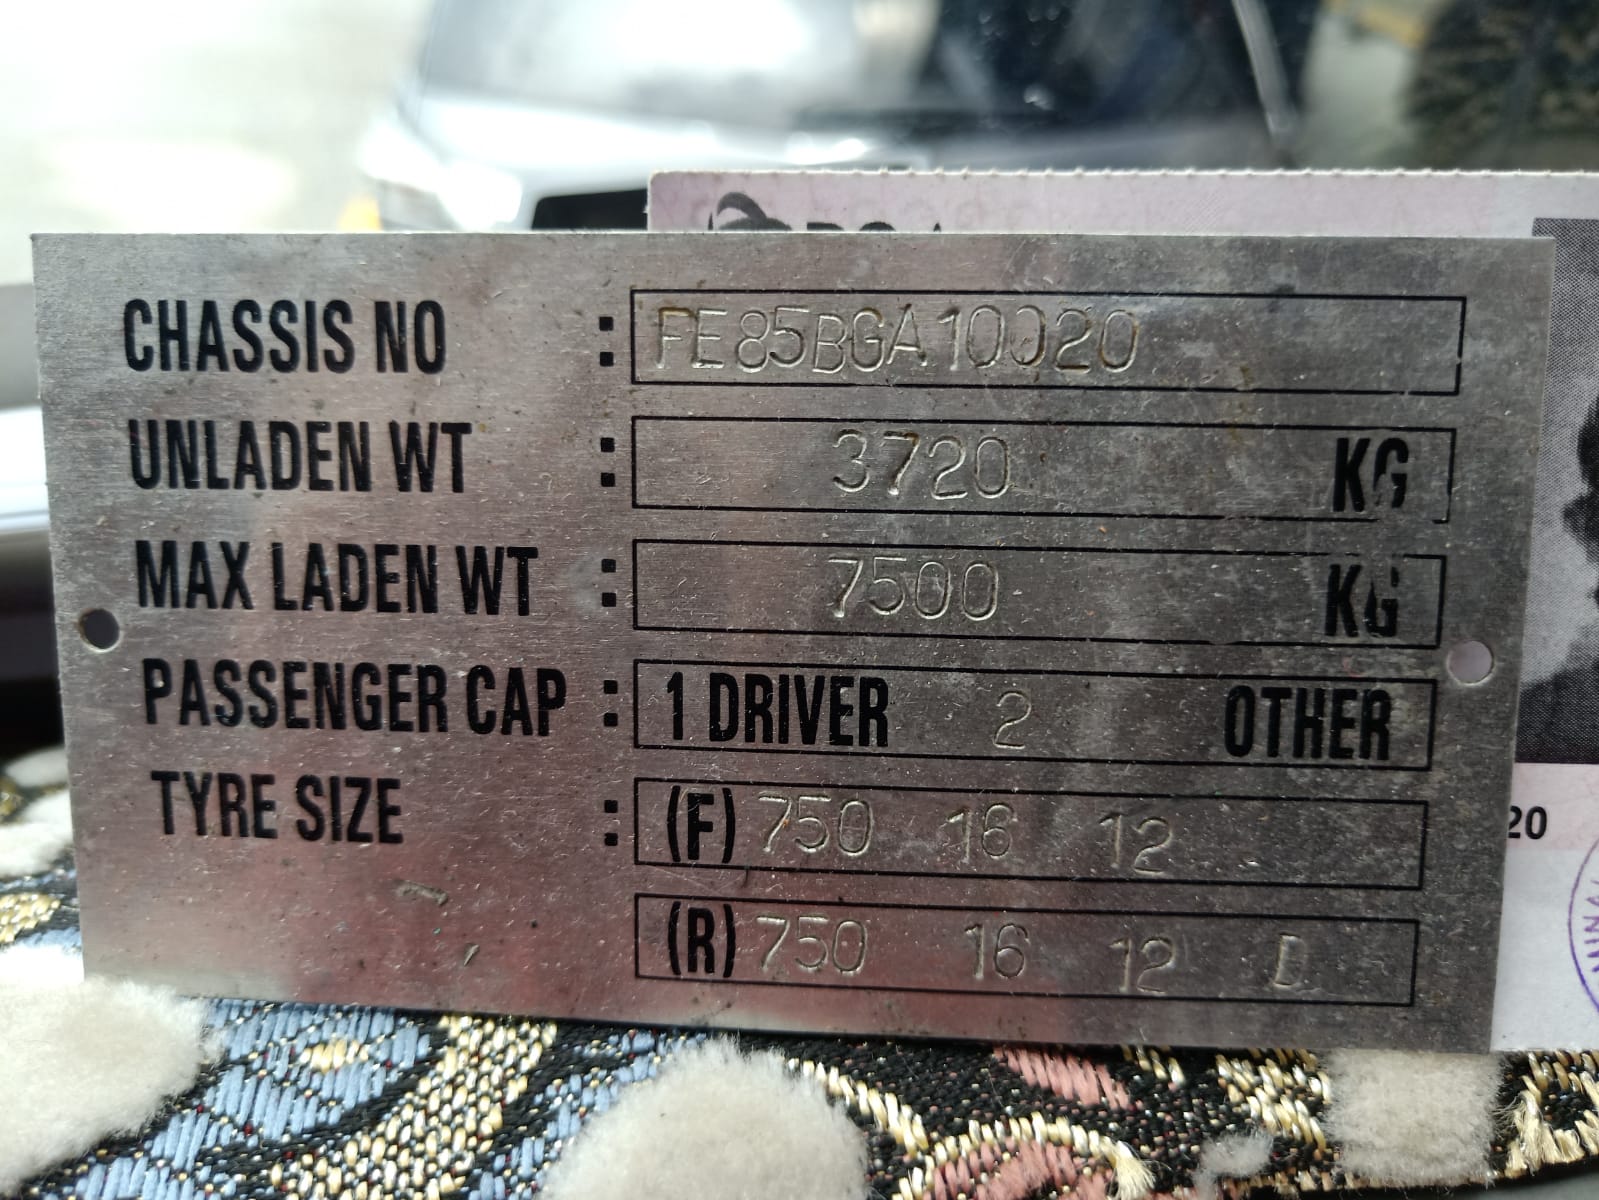 CHASSIS NO : FE85BGA10020
UNLADEN WT : 3720 KG
MAX LADEN WT : 7500 KG
PASSENGER CAP : 1 DRIVER 2 OTHER
TYRE SIZE : (F) 750 16 12
(R) 750 16 12 D
20